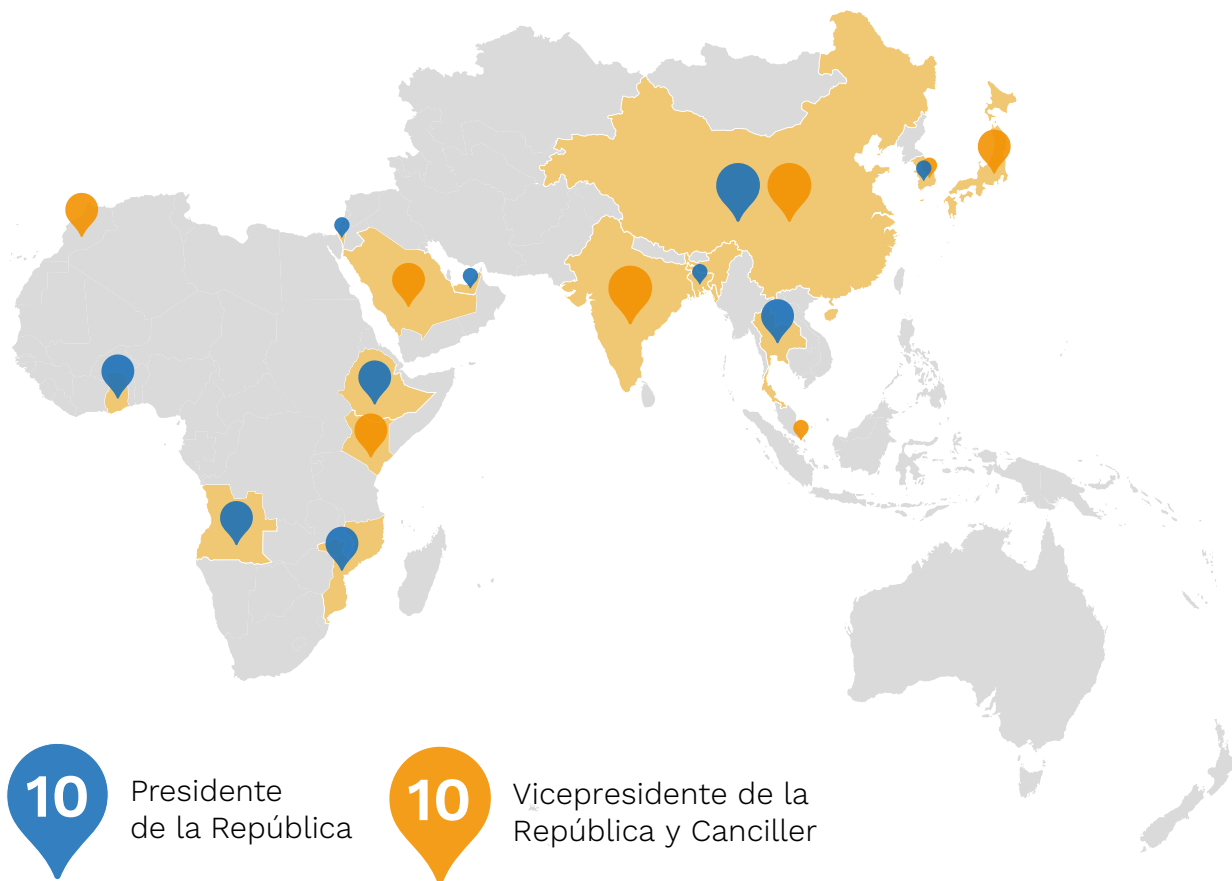 10
Presidente
de la República
10
Vicepresidente de la
República y Canciller